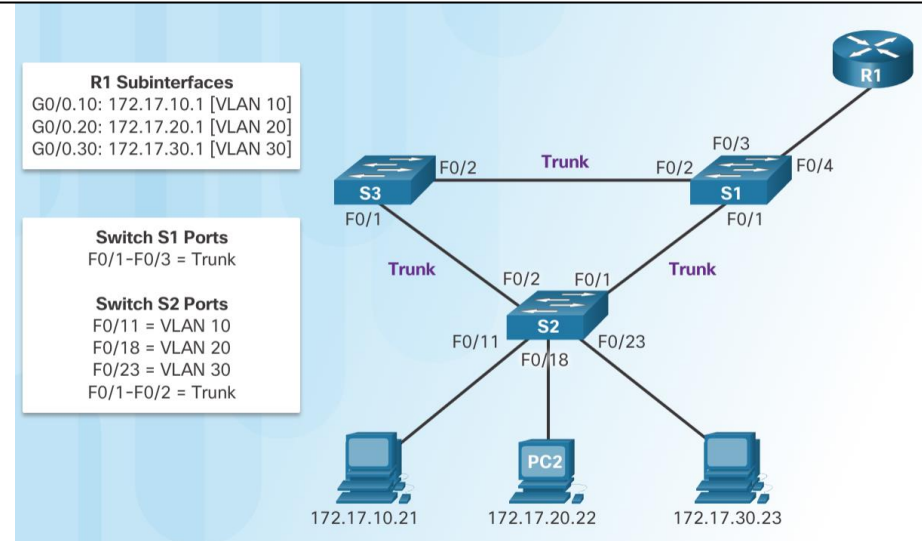 R1 Subinterfaces
G0/0.10: 172.17.10.1 [VLAN 10]
G0/0.20: 172.17.20.1 [VLAN 20]
G0/0.30: 172.17.30.1 [VLAN 30]
Switch S1 Ports
F0/1-F0/3 = Trunk
Switch S2 Ports
F0/11 = VLAN 10
F0/18 = VLAN 20
F0/23 = VLAN 30
F0/1-F0/2 = Trunk
R1
F0/3
F0/2
Trunk
F0/2
F0/4
S3
S1
F0/1
F0/1
Trunk
Trunk
F0/2
F0/1
S2
F0/11
F0/23
F0/18
PC2
172.17.10.21
172.17.20.22
172.17.30.23